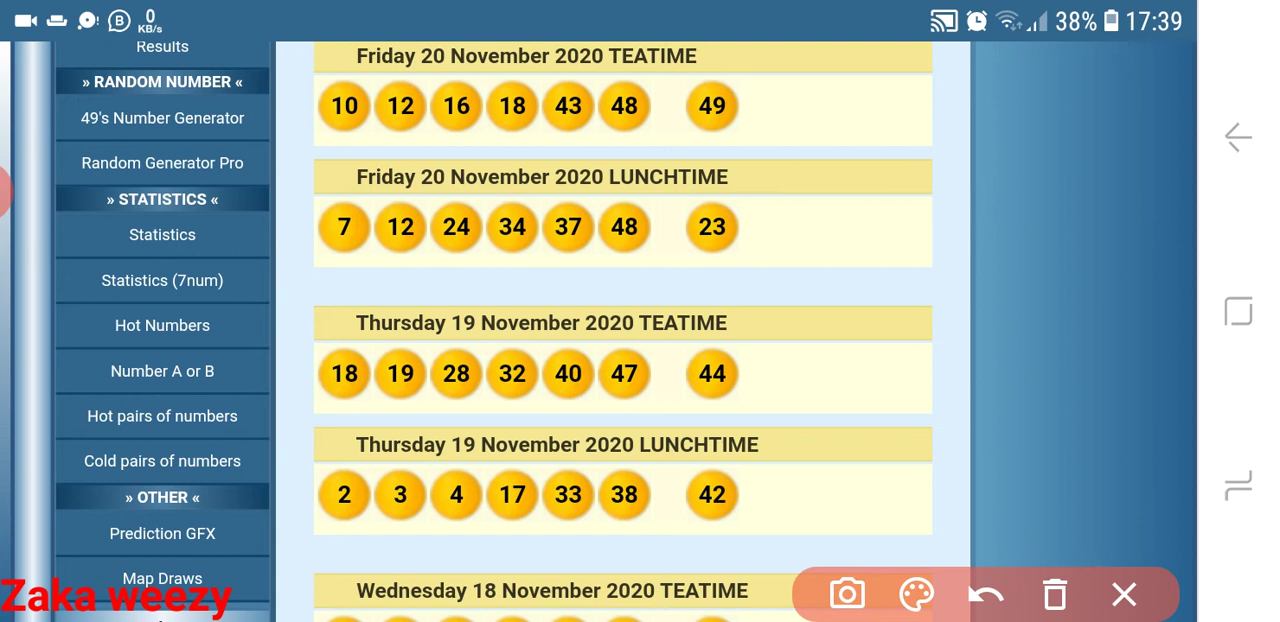 0
KB/s
38%
17:39
Results
» RANDOM NUMBER «
49's Number Generator
Random Generator Pro
» STATISTICS «
Statistics
Statistics (7num)
Hot Numbers
Number A or B
Hot pairs of numbers
Cold pairs of numbers
» OTHER «
Prediction GFX
Map Draws
Zaka weezy
Friday 20 November 2020 TEATIME
10 12 16 18 43 48 49
Friday 20 November 2020 LUNCHTIME
7 12 24 34 37 48 23
Thursday 19 November 2020 TEATIME
18 19 28 32 40 47 44
Thursday 19 November 2020 LUNCHTIME
2 3 4 17 33 38 42
Wednesday 18 November 2020 TEATIME